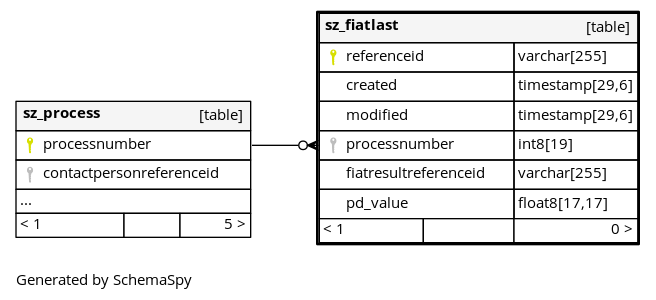 sz_process [table]
processnumber
contactpersonreferenceid
...
< 1 5 >
sz_fiatlast [table]
referenceid varchar[255]
created timestamp[29,6]
modified timestamp[29,6]
processnumber int8[19]
fiatresultreferenceid varchar[255]
pd_value float8[17,17]
< 1 0 >
Generated by SchemaSpy